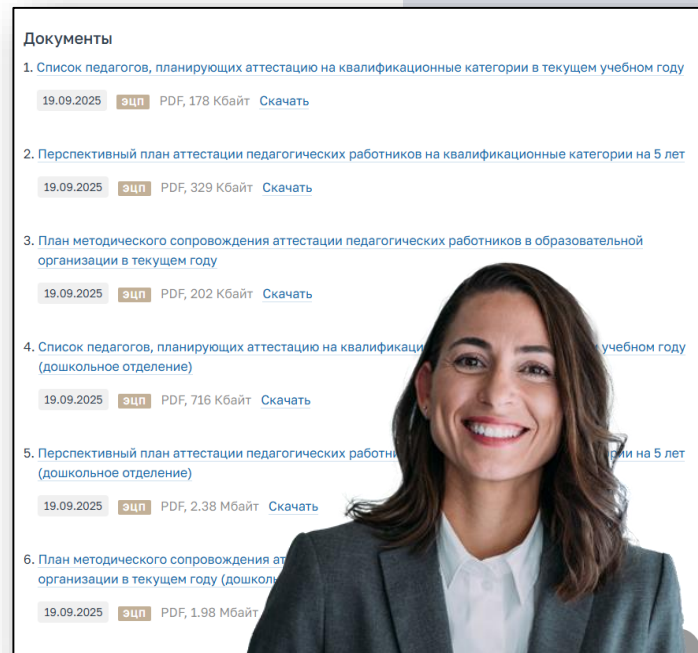 Документы
1. Список педагогов, планирующих аттестацию на квалификационные категории в текущем учебном году
19.09.2025 ЭЦП PDF, 178 Кбайт Скачать
2. Перспективный план аттестации педагогических работников на квалификационные категории на 5 лет
19.09.2025 ЭЦП PDF, 329 Кбайт Скачать
3. План методического сопровождения аттестации педагогических работников в образовательной
организации в текущем году
19.09.2025 ЭЦП PDF, 202 Кбайт Скачать
4. Список педагогов, планирующих аттестацию на учебном году
(дошкольное отделение)
19.09.2025 ЭЦП PDF, 716 Кбайт Скачать
5. Перспективный план аттестации педагогических на 5 лет
(дошкольное отделение)
19.09.2025 ЭЦП PDF, 2.38 Мбайт Скачать
6. План методического сопровождения
организации в текущем году
19.09.2025 ЭЦП PDF, 1.98 Мбайт